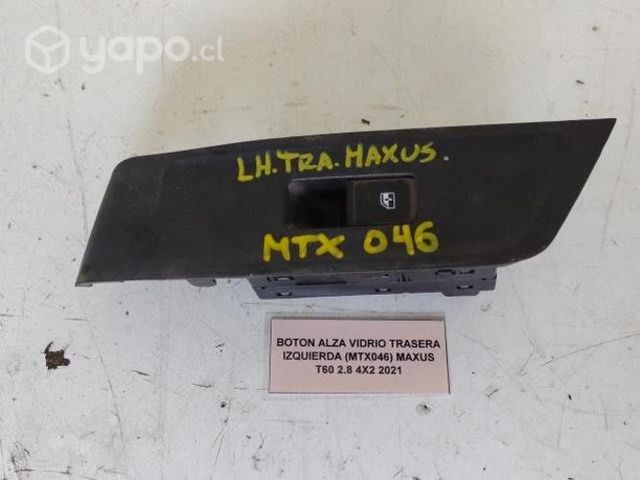 yapo.cl
LH.TRA.MAXUS.
MTX 046
BOTON ALZA VIDRIO TRASERA
IZQUIERDA (MTX046) MAXUS
T60 2.8 4X2 2021